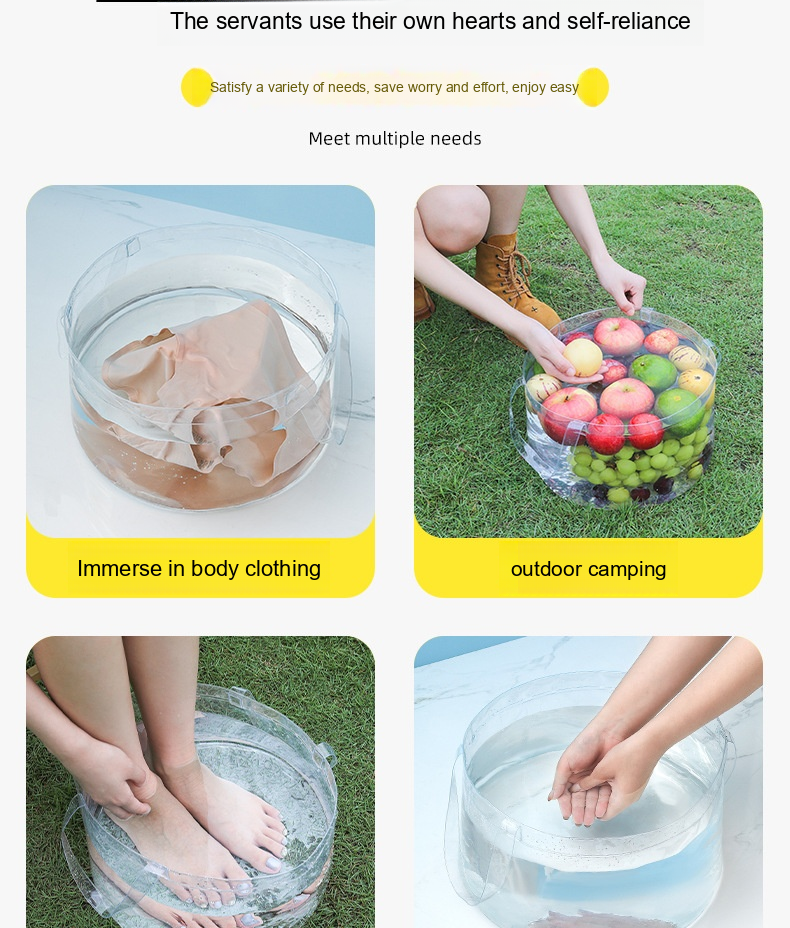 The servants use their own hearts and self-reliance
Satisfy a variety of needs, save worry and effort, enjoy easy
Meet multiple needs
Immerse in body clothing
outdoor camping